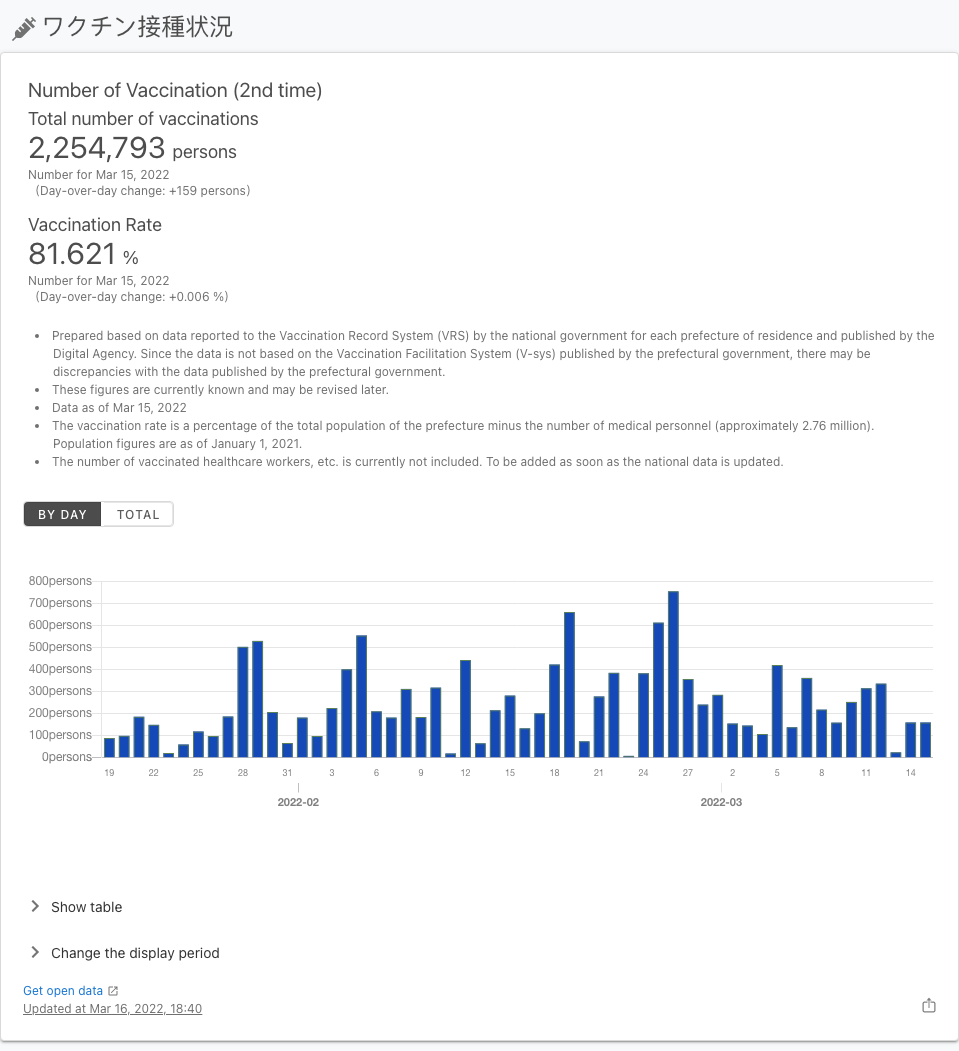 ワクチン接種状況
Number of Vaccination (2nd time)
Total number of vaccinations
2,254,793 persons
Number for Mar 15, 2022
(Day-over-day change: +159 persons)
Vaccination Rate
81.621 %
Number for Mar 15, 2022
(Day-over-day change: +0.006 %)
• Prepared based on data reported to the Vaccination Record System (VRS) by the national government for each prefecture of residence and published by the
Digital Agency. Since the data is not based on the Vaccination Facilitation System (V-sys) published by the prefectural government, there may be
discrepancies with the data published by the prefectural government.
• These figures are currently known and may be revised later.
• Data as of Mar 15, 2022
• The vaccination rate is a percentage of the total population of the prefecture minus the number of medical personnel (approximately 2.76 million).
Population figures are as of January 1, 2021.
• The number of vaccinated healthcare workers, etc. is currently not included. To be added as soon as the national data is updated.
BY DAY TOTAL
800persons
700persons
600persons
500persons
400persons
300persons
200persons
100persons
0persons
19 22 25 28 31 3 6 9 12 15 18 21 24 27 2 5 8 11 14
2022-02 2022-03
Show table
Change the display period
Get open data
Updated at Mar 16, 2022, 18:40